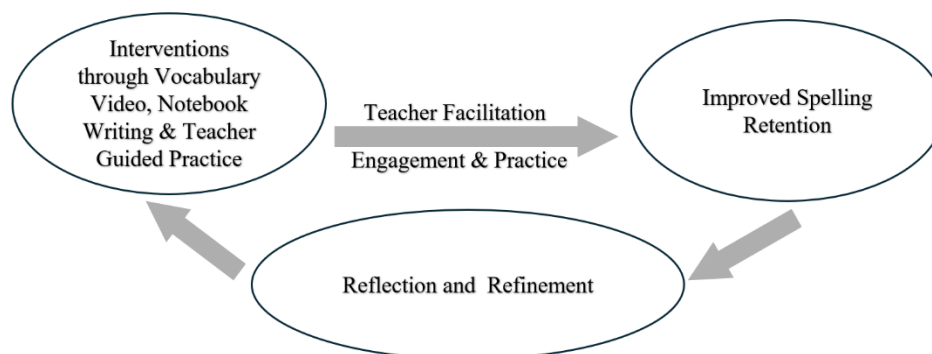 Interventions
through Vocabulary
Video, Notebook
Writing & Teacher
Guided Practice
Teacher Facilitation
Engagement & Practice
Improved Spelling
Retention
Reflection and Refinement